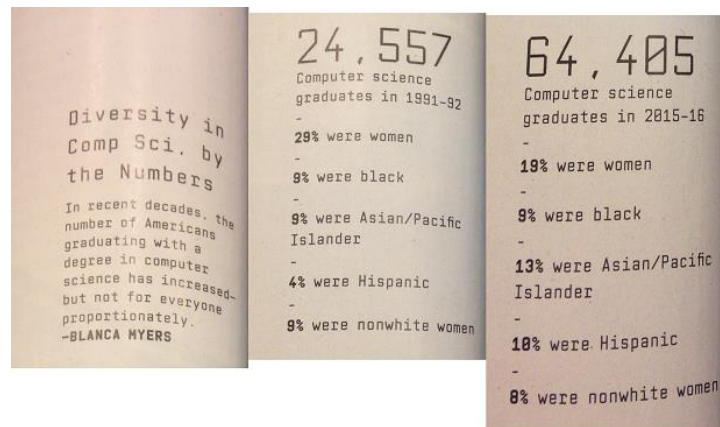 Diversity in
Comp Sci. by
the Numbers
In recent decades, the
number of Americans
graduating with a
degree in computer
science has increased–
but not for everyone
proportionately.
–BLANCA MYERS
24,557
Computer science
graduates in 1991–92
–
29% were women
–
9% were black
–
9% were Asian/Pacific
Islander
–
4% were Hispanic
–
9% were nonwhite women
64,405
Computer science
graduates in 2015-16
–
19% were women
–
9% were black
–
13% were Asian/Pacific
Islander
–
10% were Hispanic
–
8% were nonwhite women